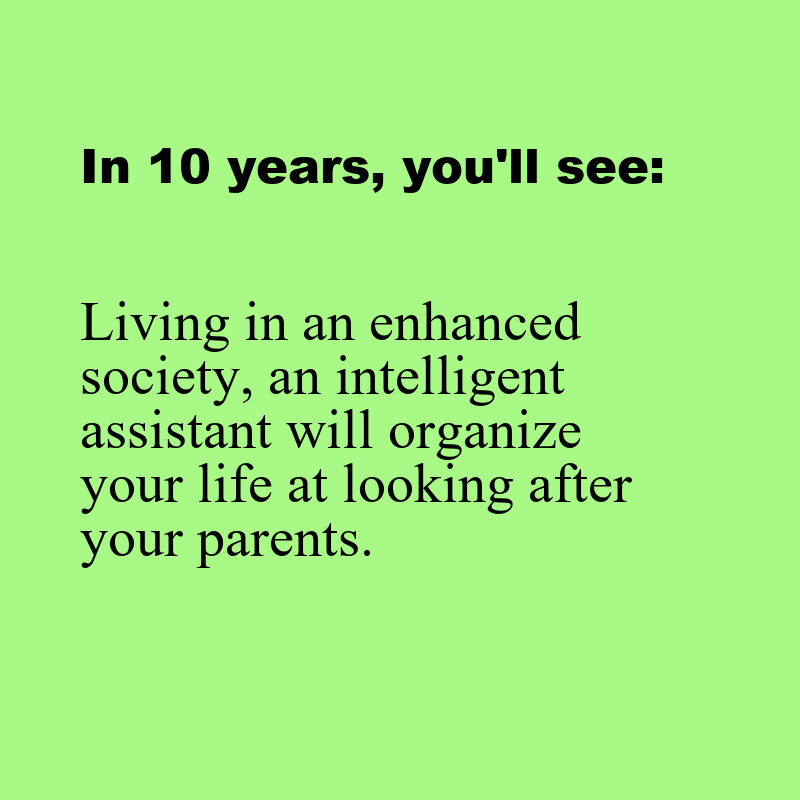 In 10 years, you'll see:
Living in an enhanced
society, an intelligent
assistant will organize
your life at looking after
your parents.